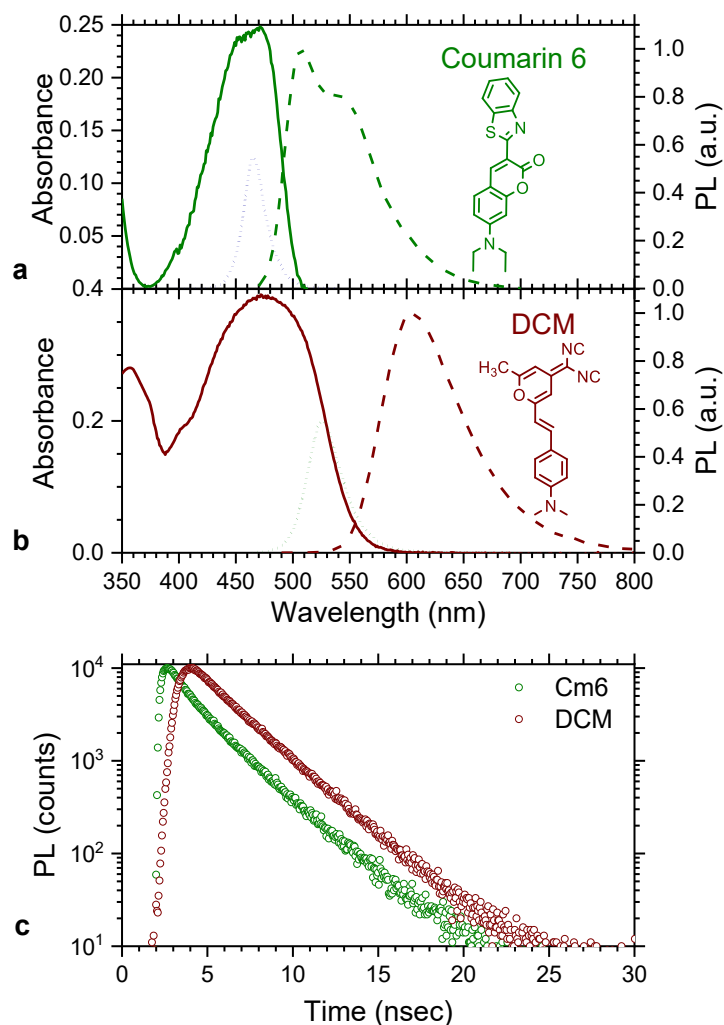 Coumarin 6
Absorbance
PL (a.u.)
0.25
0.20
0.15
0.10
0.05
1.0
0.8
0.6
0.4
0.2
0.0
S
N
O
O
N
a
DCM
Absorbance
PL (a.u.)
0.4
0.2
0.0
1.0
0.8
0.6
0.4
0.2
0.0
NC
NC
H3C
O
N
b
350 400 450 500 550 600 650 700 750 800
Wavelength (nm)
10^4
10^3
10^2
10^1
PL (counts)
Cm6
DCM
c
0 5 10 15 20 25 30
Time (nsec)